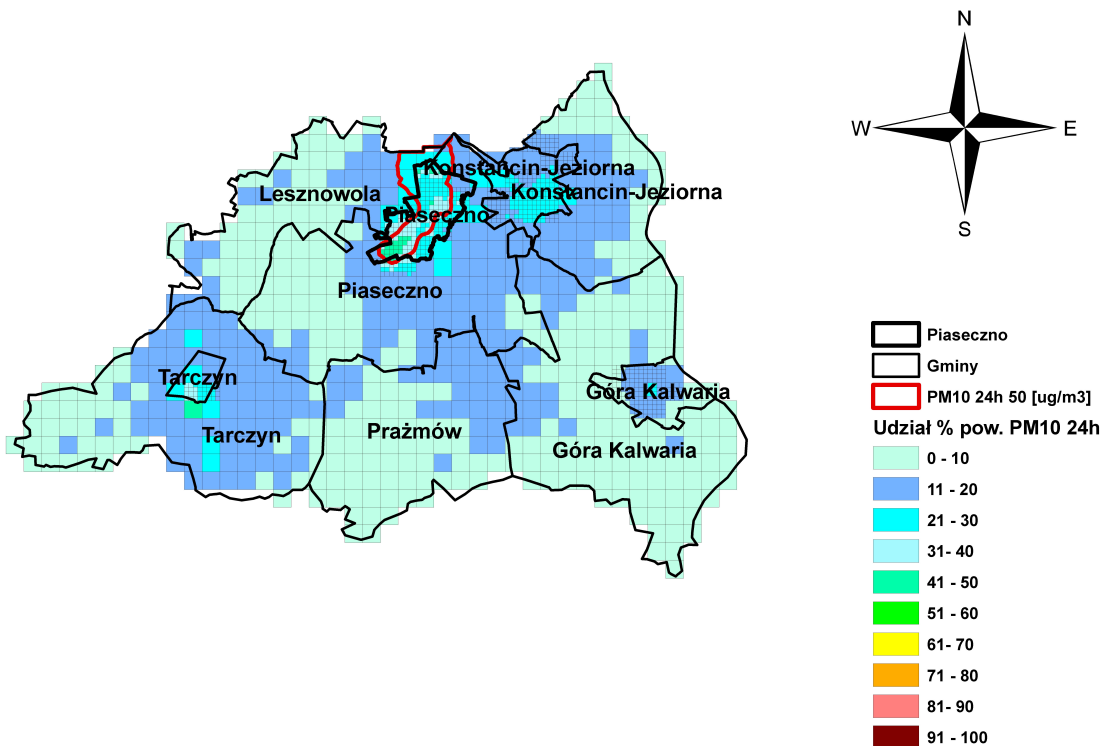 N
W
E
S
Konstancin-Jeziorna
Lesznowola
Konstancin-Jeziorna
Piaseczno
Piaseczno
Tarczyn
Góra Kalwaria
Tarczyn
Prażmów
Góra Kalwaria
Piaseczno
Gminy
PM10 24h 50 [ug/m3]
Udział % pow. PM10 24h
0 - 10
11 - 20
21 - 30
31- 40
41 - 50
51 - 60
61- 70
71 - 80
81- 90
91 - 100